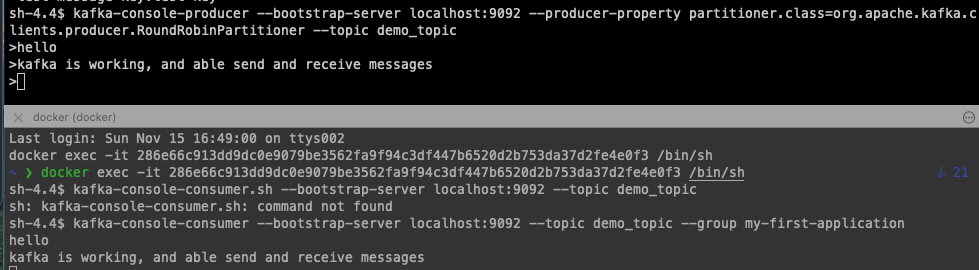 sh-4.4$ kafka-console-producer --bootstrap-server localhost:9092 --producer-property partitioner.class=org.apache.kafka.c
lients.producer.RoundRobinPartitioner --topic demo_topic
>hello
>kafka is working, and able send and receive messages
>
docker (docker)
Last login: Sun Nov 15 16:49:00 on ttys002
docker exec -it 286e66c913dd9dc0e9079be3562fa9f94c3df447b6520d2b753da37d2fe4e0f3 /bin/sh
~ ❯ docker exec -it 286e66c913dd9dc0e9079be3562fa9f94c3df447b6520d2b753da37d2fe4e0f3 /bin/sh 21
sh-4.4$ kafka-console-consumer.sh --bootstrap-server localhost:9092 --topic demo_topic
sh: kafka-console-consumer.sh: command not found
sh-4.4$ kafka-console-consumer --bootstrap-server localhost:9092 --topic demo_topic --group my-first-application
hello
kafka is working, and able send and receive messages